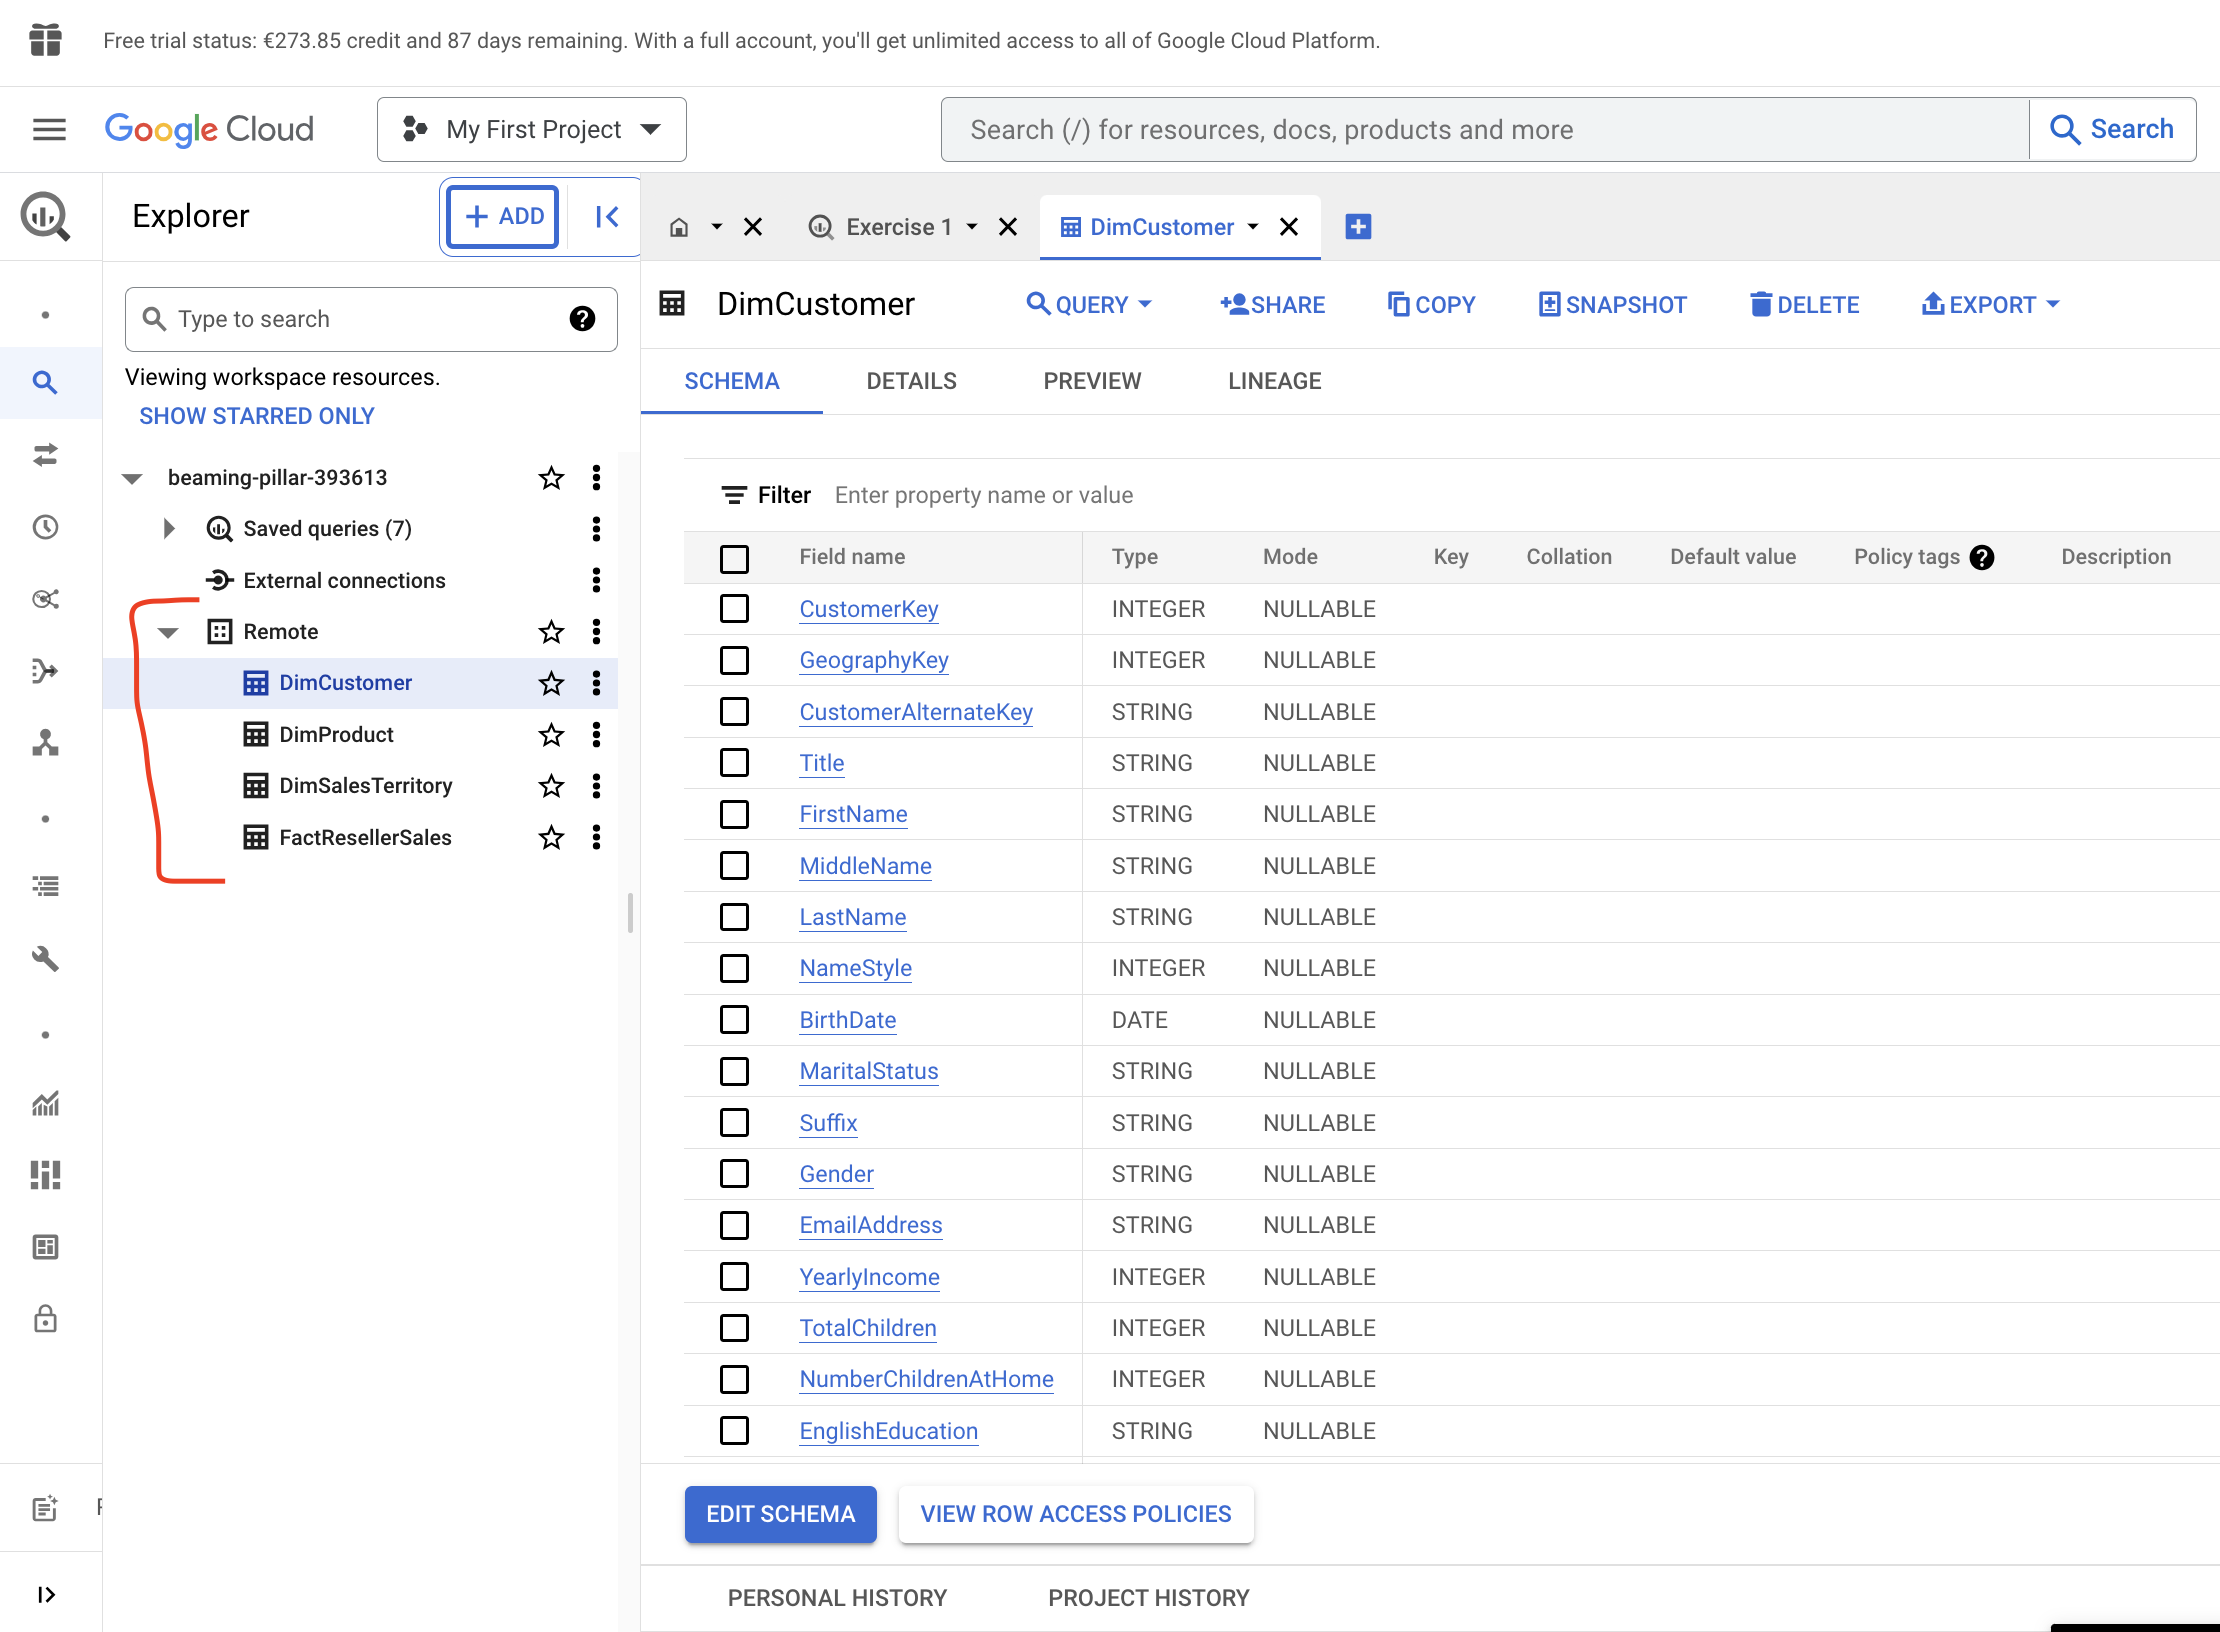 Free trial status: €273.85 credit and 87 days remaining. With a full account, you'll get unlimited access to all of Google Cloud Platform.
Google Cloud
My First Project
Search (/) for resources, docs, products and more
Search
Explorer
ADD
Exercise 1
DimCustomer
Type to search
Viewing workspace resources.
SHOW STARRED ONLY
beaming-pillar-393613
Saved queries (7)
External connections
Remote
DimCustomer
DimProduct
DimSalesTerritory
FactResellerSales
DimCustomer
QUERY
SHARE
COPY
SNAPSHOT
DELETE
EXPORT
SCHEMA
DETAILS
PREVIEW
LINEAGE
Filter Enter property name or value
Field name Type Mode Key Collation Default value Policy tags Description
CustomerKey INTEGER NULLABLE
GeographyKey INTEGER NULLABLE
CustomerAlternateKey STRING NULLABLE
Title STRING NULLABLE
FirstName STRING NULLABLE
MiddleName STRING NULLABLE
LastName STRING NULLABLE
NameStyle INTEGER NULLABLE
BirthDate DATE NULLABLE
MaritalStatus STRING NULLABLE
Suffix STRING NULLABLE
Gender STRING NULLABLE
EmailAddress STRING NULLABLE
YearlyIncome INTEGER NULLABLE
TotalChildren INTEGER NULLABLE
NumberChildrenAtHome INTEGER NULLABLE
EnglishEducation STRING NULLABLE
EDIT SCHEMA
VIEW ROW ACCESS POLICIES
PERSONAL HISTORY
PROJECT HISTORY